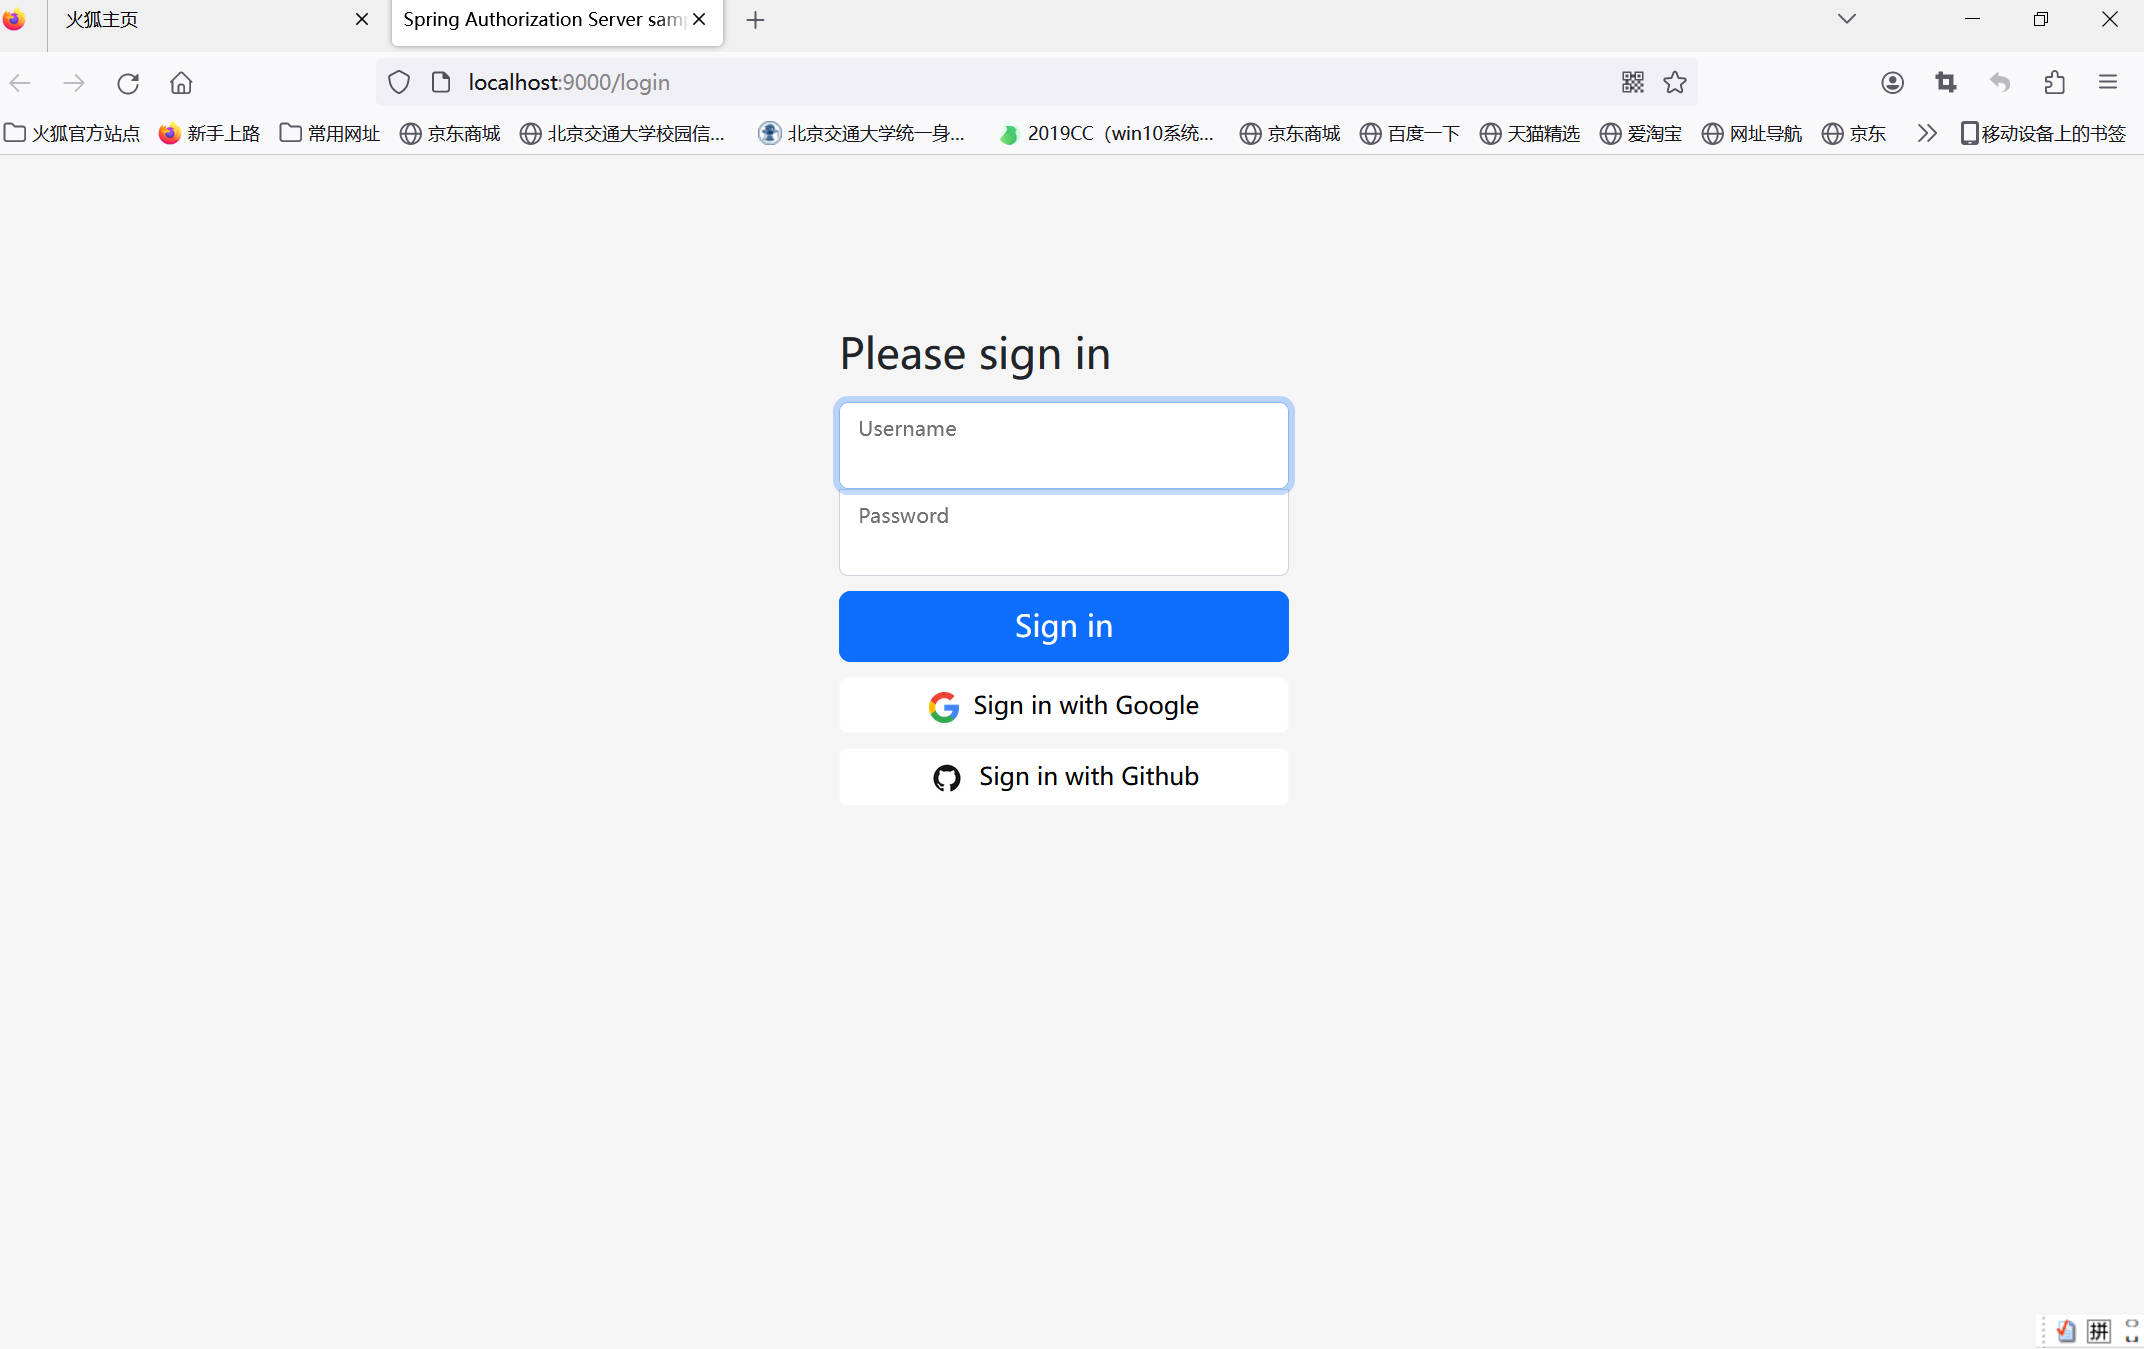 火狐主页
Spring Authorization Server sam
localhost:9000/login
火狐官方站点 新手上路 常用网址 京东商城 北京交通大学校园信... 北京交通大学统一身... 2019CC（win10系统... 京东商城 百度一下 天猫精选 爱淘宝 网址导航 京东 移动设备上的书签
Please sign in
Username
Password
Sign in
Sign in with Google
Sign in with Github
拼